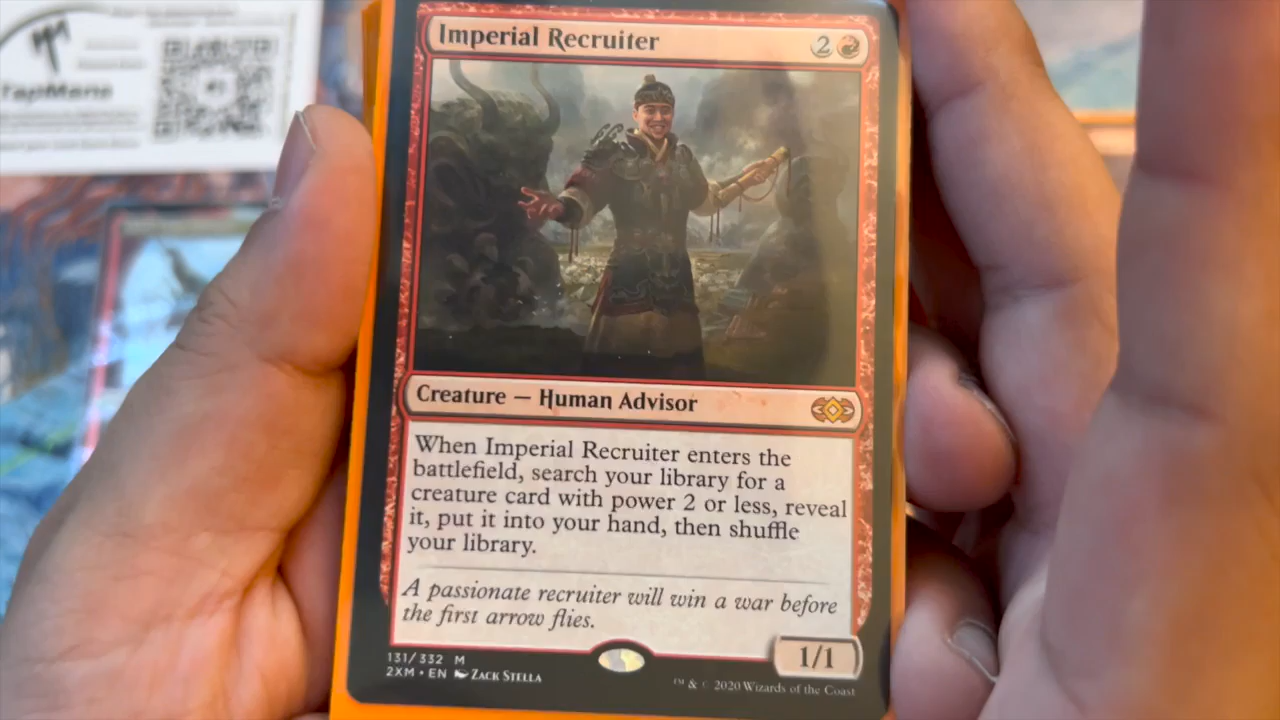 TapMana
Imperial Recruiter 2
Creature — Human Advisor
When Imperial Recruiter enters the
battlefield, search your library for a
creature card with power 2 or less, reveal
it, put it into your hand, then shuffle
your library.
A passionate recruiter will win a war before
the first arrow flies.
1/1
131/332 M
2XM • EN Zack Stella
™ & © 2020 Wizards of the Coast